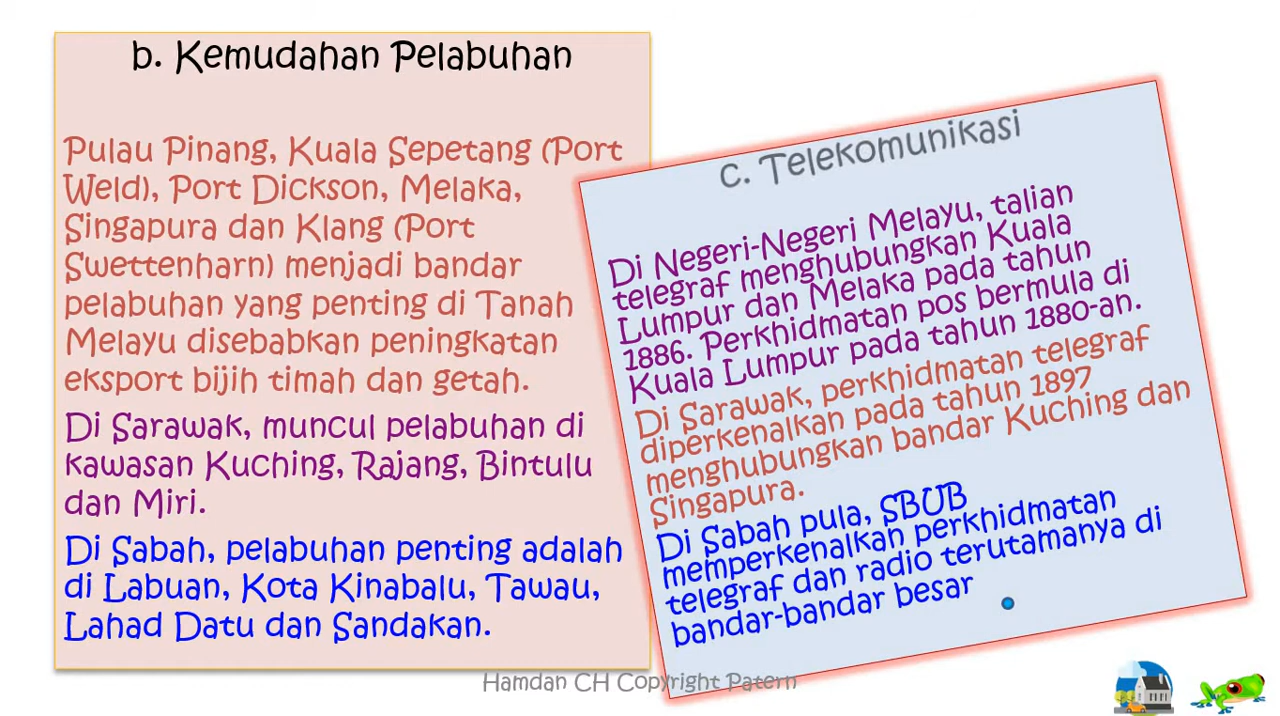 b. Kemudahan Pelabuhan
Pulau Pinang, Kuala Sepetang (Port
Weld), Port Dickson, Melaka,
Singapura dan Klang (Port
Swettenharn) menjadi bandar
pelabuhan yang penting di Tanah
Melayu disebabkan peningkatan
eksport bijih timah dan getah.
Di Sarawak, muncul pelabuhan di
kawasan Kuching, Rajang, Bintulu
dan Miri.
Di Sabah, pelabuhan penting adalah
di Labuan, Kota Kinabalu, Tawau,
Lahad Datu dan Sandakan.
c. Telekomunikasi
Di Negeri-Negeri Melayu, talian
telegraf menghubungkan Kuala
Lumpur dan Melaka pada tahun
1886. Perkhidmatan pos bermula di
Kuala Lumpur pada tahun 1880-an.
Di Sarawak, perkhidmatan telegraf
diperkenalkan pada tahun 1897
menghubungkan bandar Kuching dan
Singapura.
Di Sabah pula, SBUB
memperkenalkan perkhidmatan
telegraf dan radio terutamanya di
bandar-bandar besar
Hamdan CH Copyright Patern